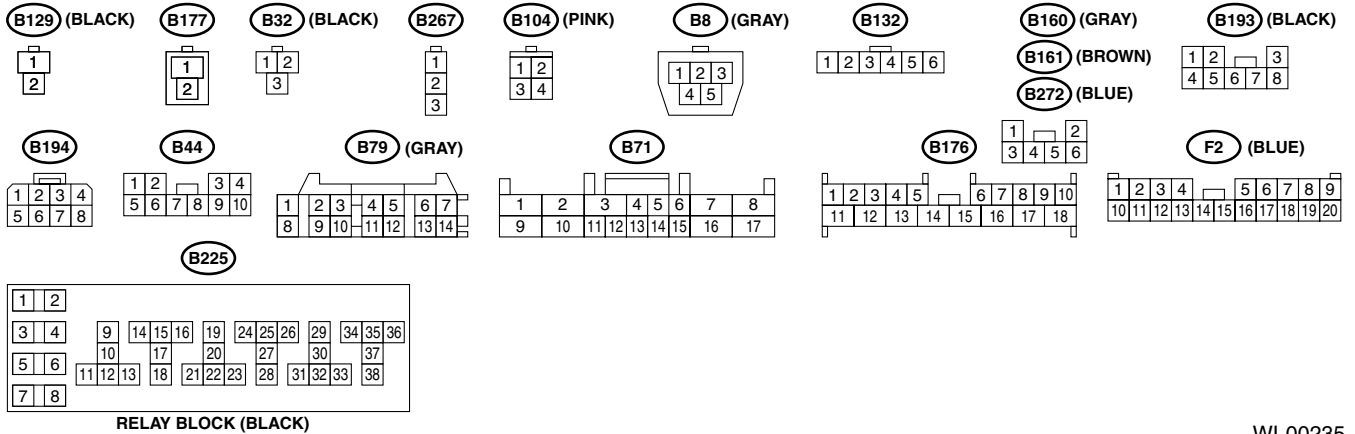 B129 (BLACK) B177 B32 (BLACK) B267 B104 (PINK) B8 (GRAY) B132 B160 (GRAY) B193 (BLACK)
B161 (BROWN)
B272 (BLUE)
1
2
1
2
1 2
3
1
2
3
1 2
3 4
1 2 3
4 5
1 2 3 4 5 6
1 2
3 4 5 6
1 2 3
4 5 6 7 8
B194 B44 B79 (GRAY) B71 B176 F2 (BLUE)
1 2 3 4
5 6 7 8
1 2 3 4
5 6 7 8 9 10
1 2 3 4 5 6 7
8 9 10 11 12 13 14
1 2 3 4 5 6 7 8
9 10 11 12 13 14 15 16 17
1 2 3 4 5 6 7 8 9 10
11 12 13 14 15 16 17 18
1 2 3 4 5 6 7 8 9
10 11 12 13 14 15 16 17 18 19 20
B225
1 2
3 4
5 6
7 8
9 14 15 16 19 24 25 26 29 34 35 36
10 17 20 27 30 37
11 12 13 18 21 22 23 28 31 32 33 38
RELAY BLOCK (BLACK)